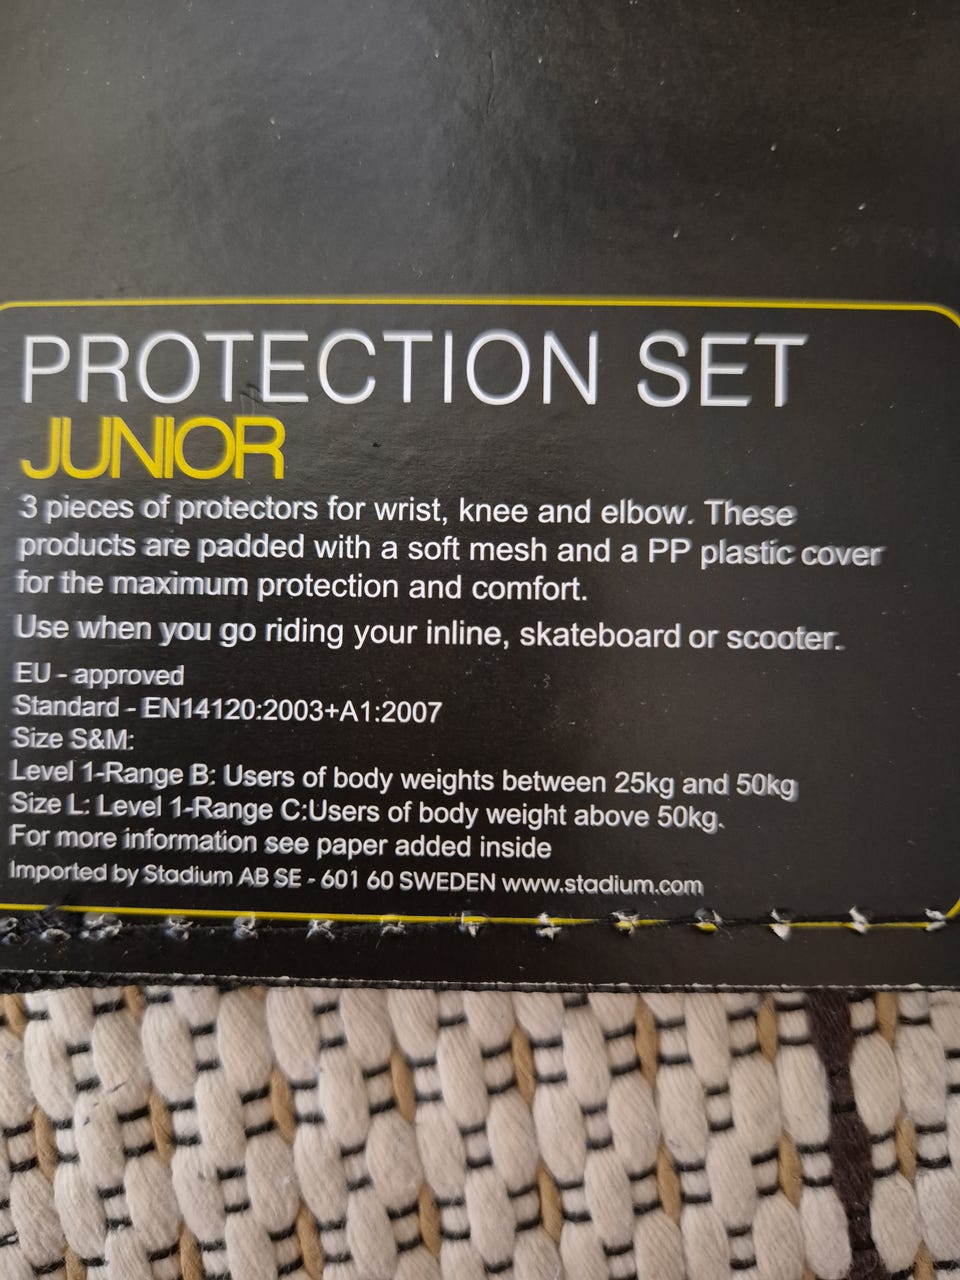 PROTECTION SET
JUNIOR
3 pieces of protectors for wrist, knee and elbow. These
products are padded with a soft mesh and a PP plastic cover
for the maximum protection and comfort.
Use when you go riding your inline, skateboard or scooter.
EU - approved
Standard - EN14120:2003+A1:2007
Size S&M:
Level 1-Range B: Users of body weights between 25kg and 50kg
Size L: Level 1-Range C:Users of body weight above 50kg.
For more information see paper added inside
Imported by Stadium AB SE - 601 60 SWEDEN www.stadium.com